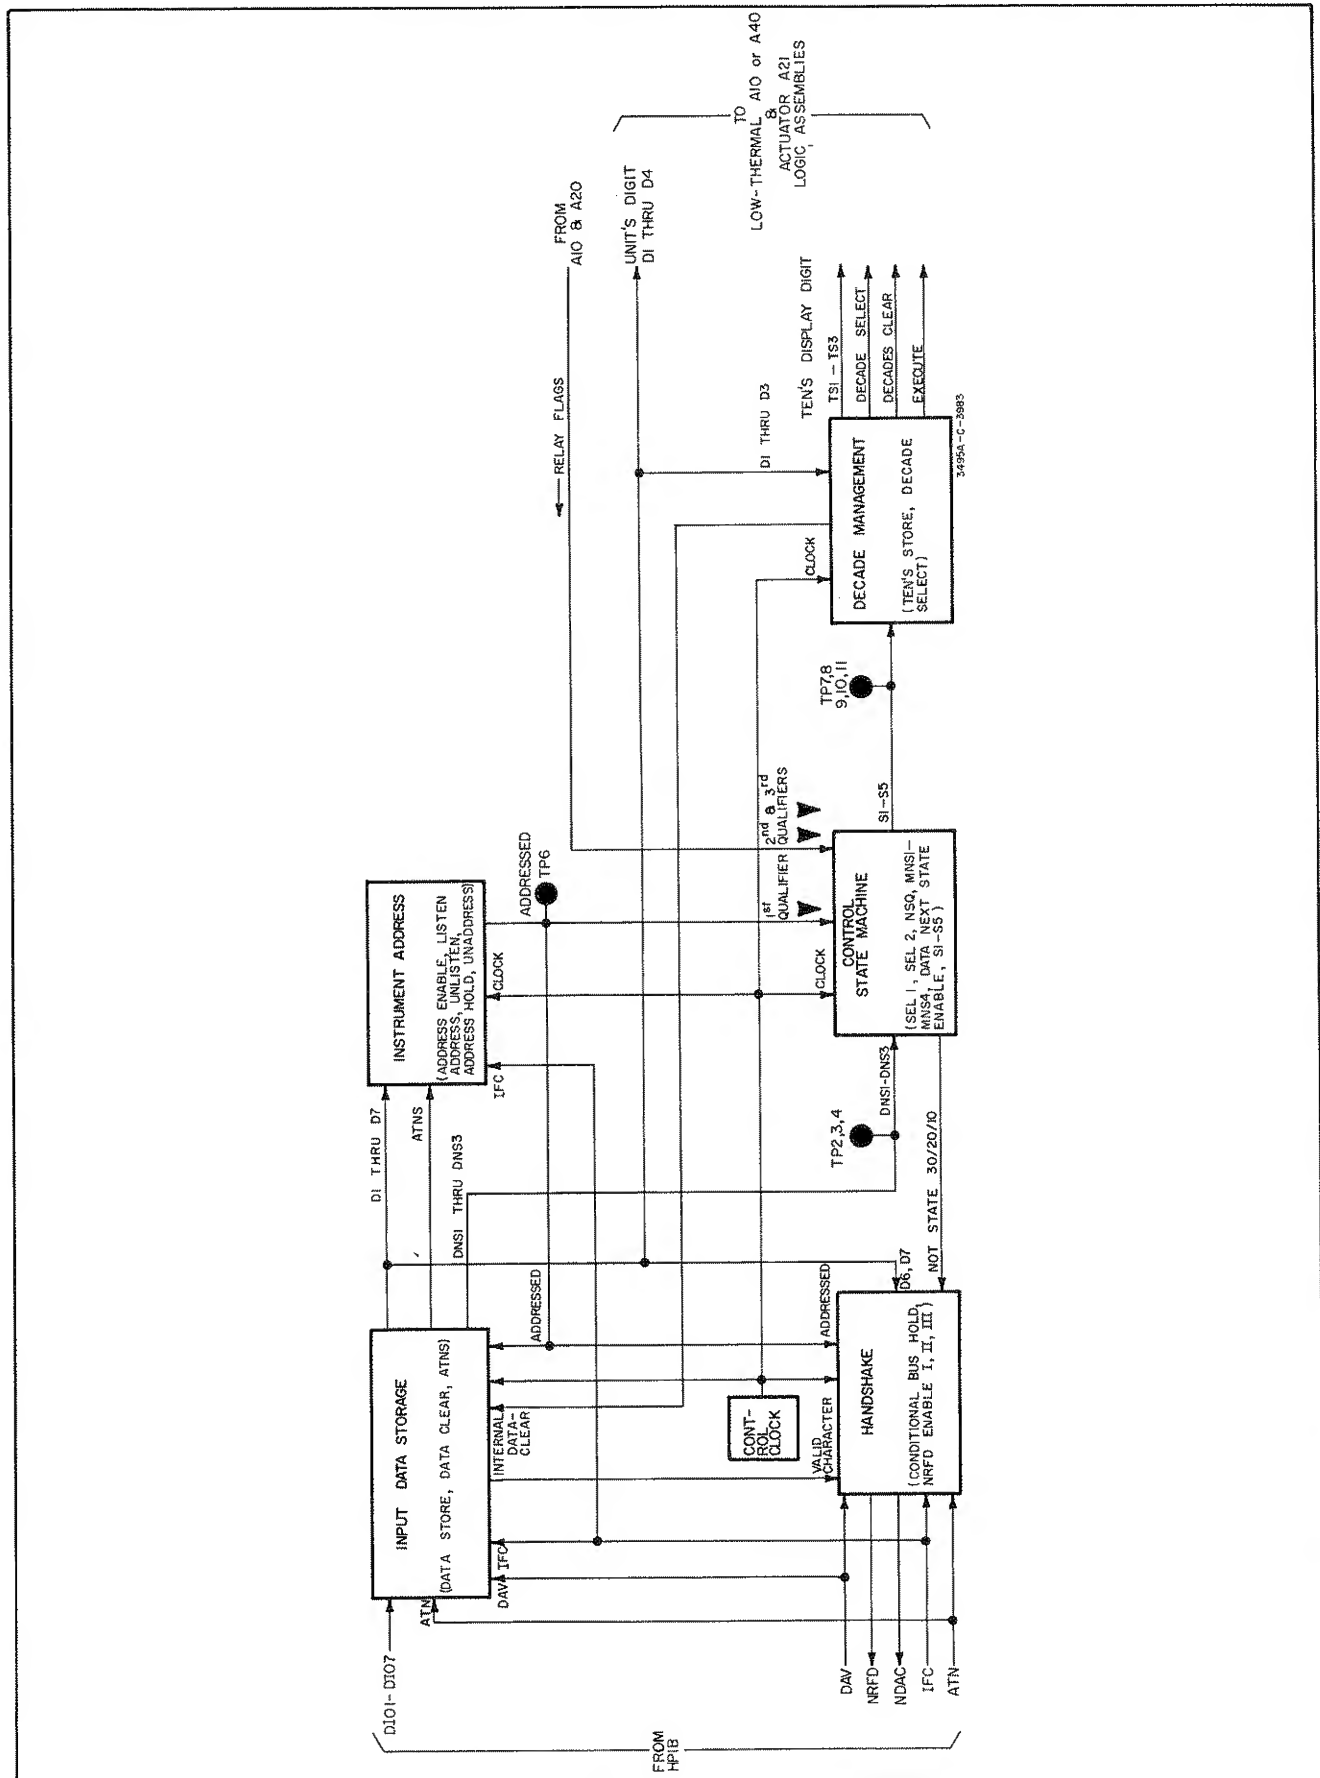 FROM
HPIB
DIO1-DIO7
ATN
DAV
NRFD
NDAC
IFC
ATN
INPUT DATA STORAGE
(DATA STORE, DATA CLEAR, ATNS)
DAV
IFC
INTERNAL
DATA-
CLEAR
ADDRESSED
VALID
CHARACTER
CONT-
ROL
CLOCK
HANDSHAKE
(CONDITIONAL BUS HOLD,
NRFD ENABLE I, II, III)
ADDRESSED
D6, D7
NOT STATE 30/20/10
D1 THRU D7
ATNS
DNS1 THRU DNS3
TP2,3,4
DNS1-DNS3
INSTRUMENT ADDRESS
(ADDRESS ENABLE, LISTEN
ADDRESS, UNLISTEN,
ADDRESS HOLD, UNADDRESS)
IFC
CLOCK
ADDRESSED
TP6
CLOCK
1st
QUALIFIER
2nd & 3rd
QUALIFIERS
CONTROL
STATE MACHINE
(SEL 1, SEL 2, NSQ, MNS1-
MNS4, DATA NEXT STATE
ENABLE, S1-S5)
S1-S5
TP7,8
9,10,11
CLOCK
D1 THRU D3
DECADE MANAGEMENT
(TEN'S STORE, DECADE
SELECT)
RELAY FLAGS
FROM
A10 & A20
UNIT'S DIGIT
D1 THRU D4
TEN'S DISPLAY DIGIT
TS1 - TS3
DECADE SELECT
DECADES CLEAR
EXECUTE
TO
LOW-THERMAL A10 or A40
&
ACTUATOR A21
LOGIC ASSEMBLIES
3495A-C-3983